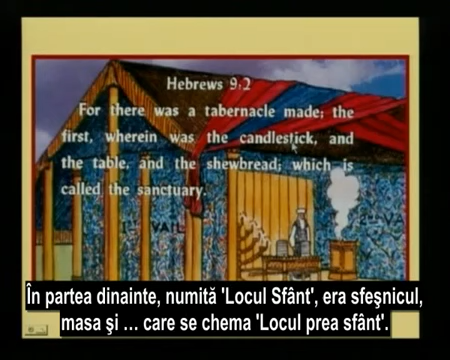 Hebrews 9:2
For there was a tabernacle made; the
first, wherein was the candlestick, and
the table, and the shewbread; which is
called the sanctuary.
VAIL
În partea dinainte, numită 'Locul Sfânt', era sfeşnicul,
masa şi ... care se chema 'Locul prea sfânt'.